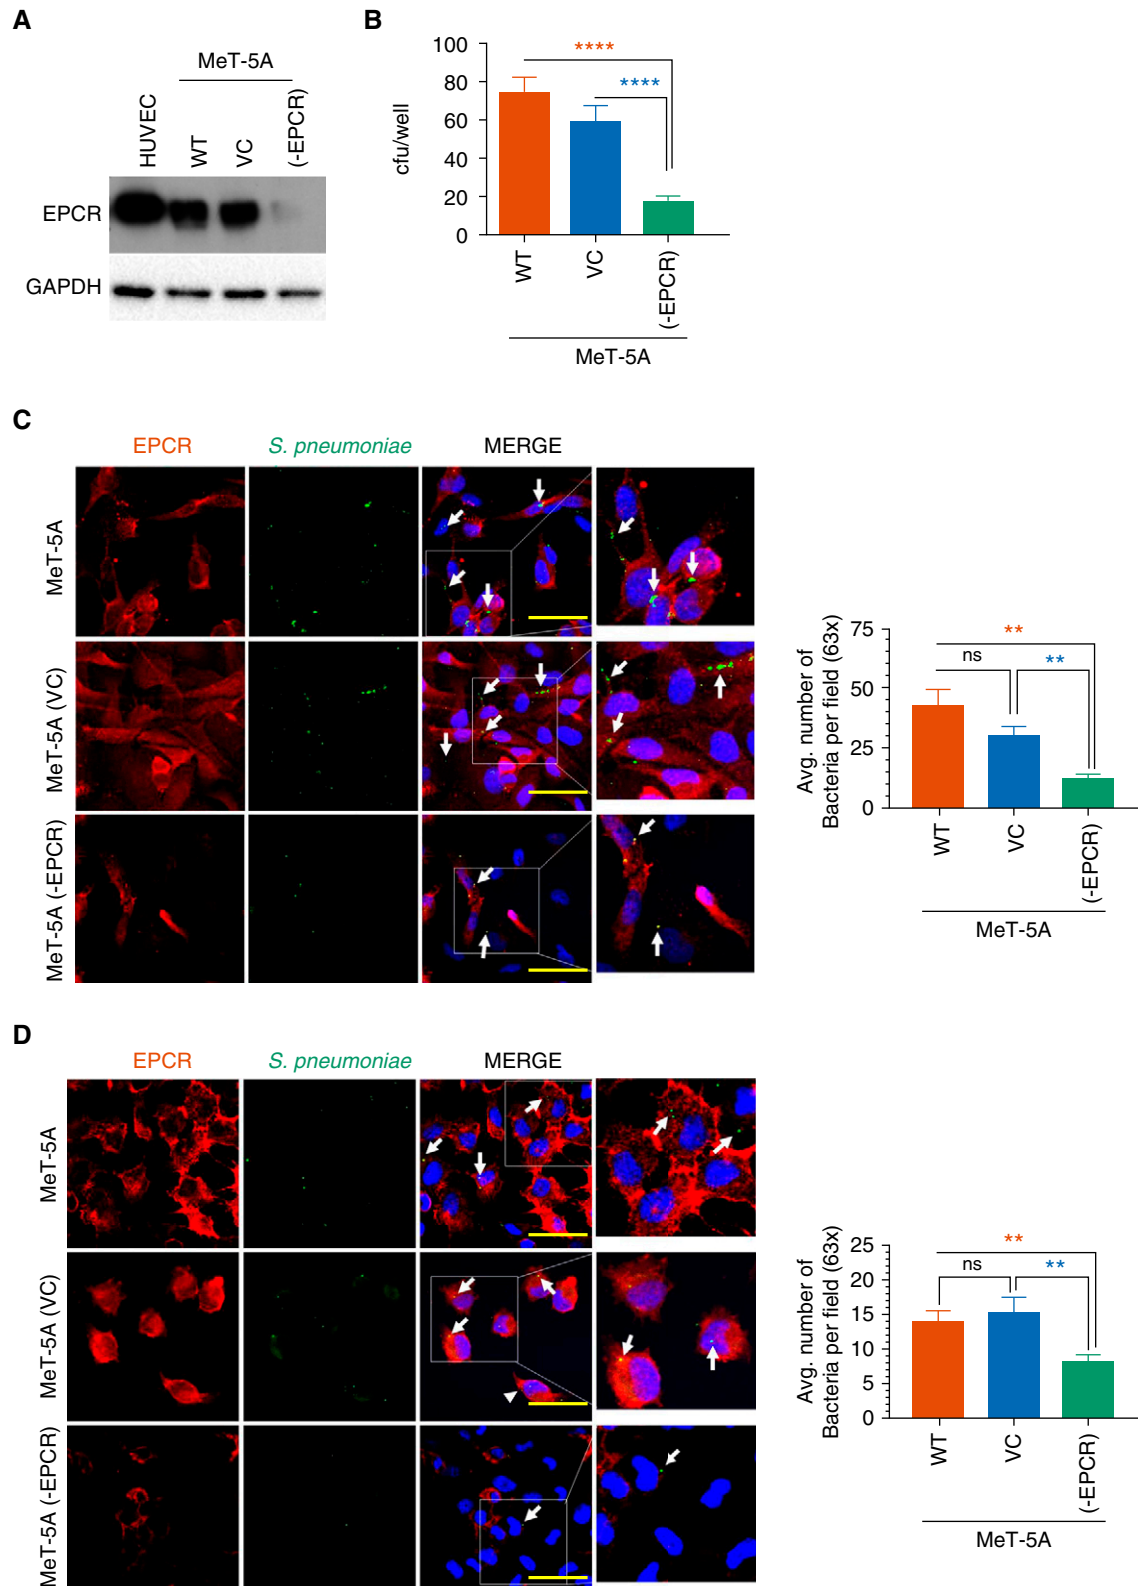 A
MeT-5A
HUVEC
WT
VC
(-EPCR)
EPCR
GAPDH
B
100
80
60
40
20
0
cfu/well
****
****
WT
VC
(-EPCR)
MeT-5A
C
EPCR
S. pneumoniae
MERGE
MeT-5A
MeT-5A (VC)
MeT-5A (-EPCR)
Avg. number of
Bacteria per field (63x)
75
50
25
0
**
ns
**
WT
VC
(-EPCR)
MeT-5A
D
EPCR
S. pneumoniae
MERGE
MeT-5A
MeT-5A (VC)
MeT-5A (-EPCR)
Avg. number of
Bacteria per field (63x)
25
20
15
10
5
0
**
ns
**
WT
VC
(-EPCR)
MeT-5A